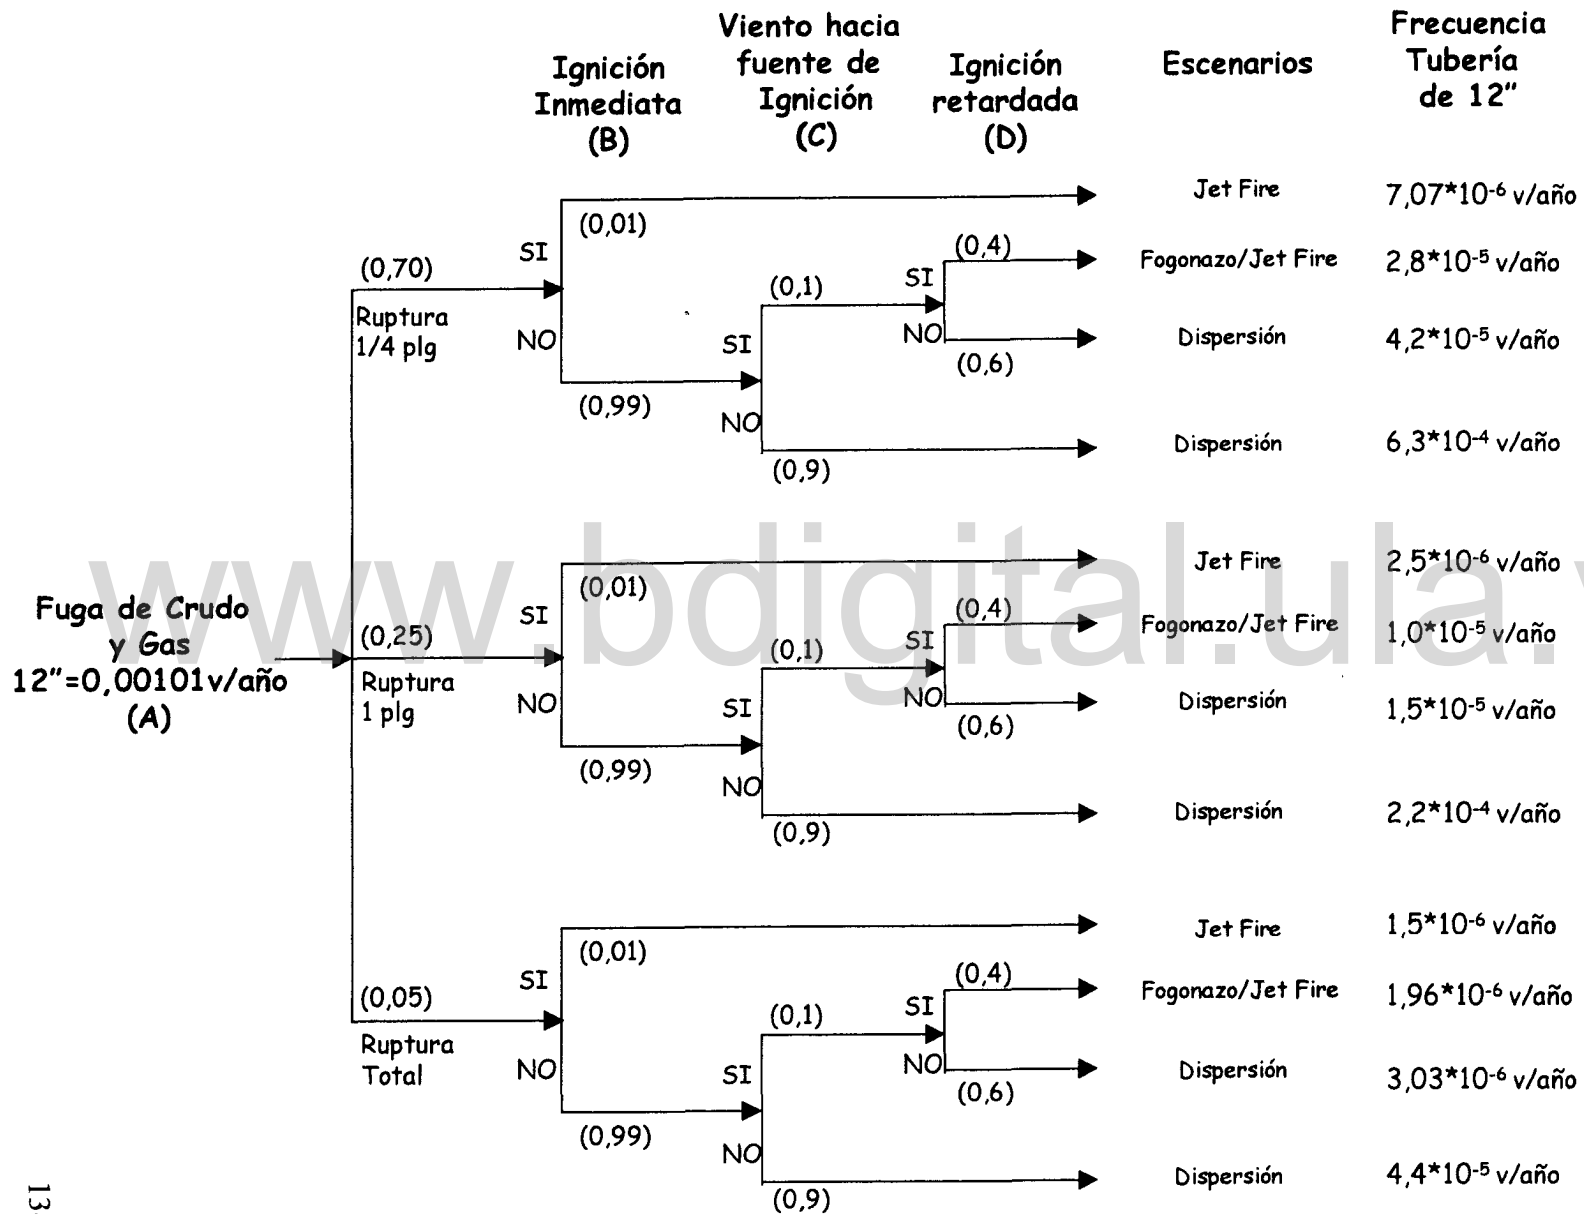 Ignición
Inmediata
(B)
Viento hacia
fuente de
Ignición
(C)
Ignición
retardada
(D)
Escenarios
Frecuencia
Tubería
de 12"
Fuga de Crudo
y Gas
12"=0,00101v/año
(A)
(0,70)
Ruptura
1/4 plg
SI
NO
(0,01)
(0,99)
SI
NO
(0,1)
(0,9)
SI
NO
(0,4)
(0,6)
Jet Fire 7,07*10-6 v/año
Fogonazo/Jet Fire 2,8*10-5 v/año
Dispersión 4,2*10-5 v/año
Dispersión 6,3*10-4 v/año
(0,25)
Ruptura
1 plg
SI
NO
(0,01)
(0,99)
SI
NO
(0,1)
(0,9)
SI
NO
(0,4)
(0,6)
Jet Fire 2,5*10-6 v/año
Fogonazo/Jet Fire 1,0*10-5 v/año
Dispersión 1,5*10-5 v/año
Dispersión 2,2*10-4 v/año
(0,05)
Ruptura
Total
SI
NO
(0,01)
(0,99)
SI
NO
(0,1)
(0,9)
SI
NO
(0,4)
(0,6)
Jet Fire 1,5*10-6 v/año
Fogonazo/Jet Fire 1,96*10-6 v/año
Dispersión 3,03*10-6 v/año
Dispersión 4,4*10-5 v/año
www.bdigital.ula.v
13